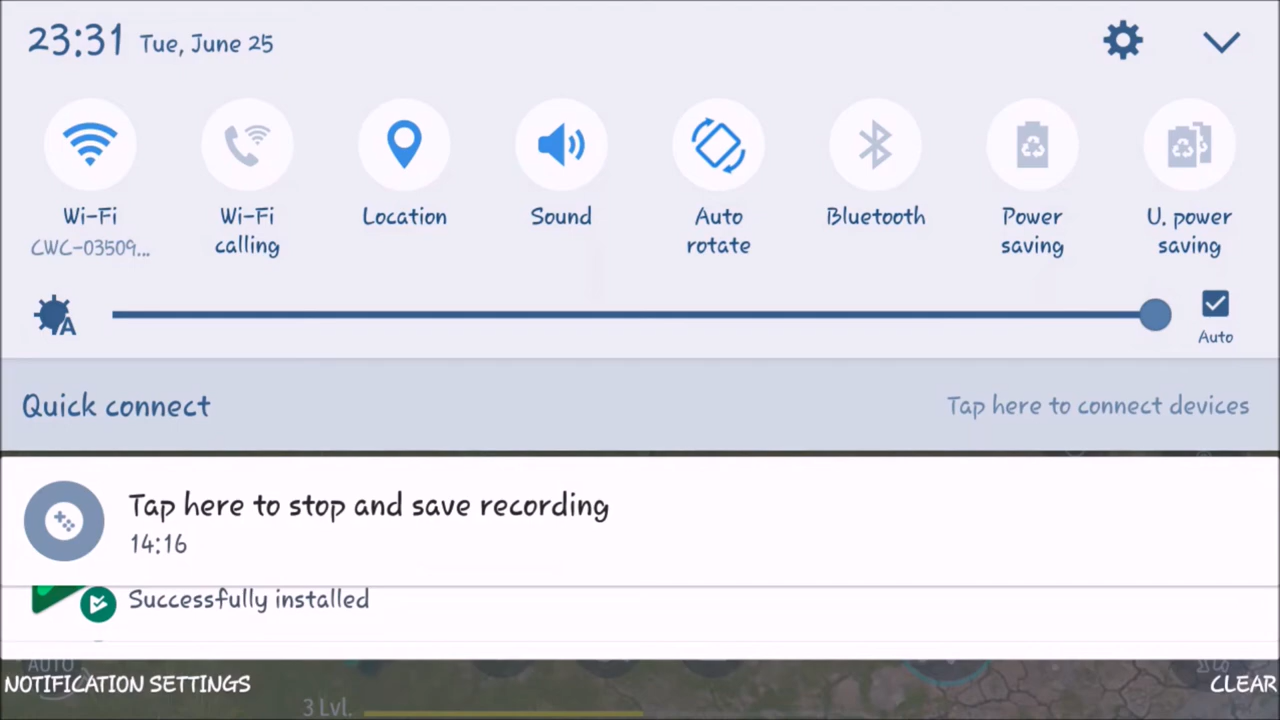 23:31 Tue, June 25
Wi-Fi
CWC-03509...
Wi-Fi
calling
Location
Sound
Auto
rotate
Bluetooth
Power
saving
U. power
saving
A
Auto
Quick connect
Tap here to connect devices
Tap here to stop and save recording
14:16
Successfully installed
AUTO
NOTIFICATION SETTINGS
CLEAR
3 Lvl.